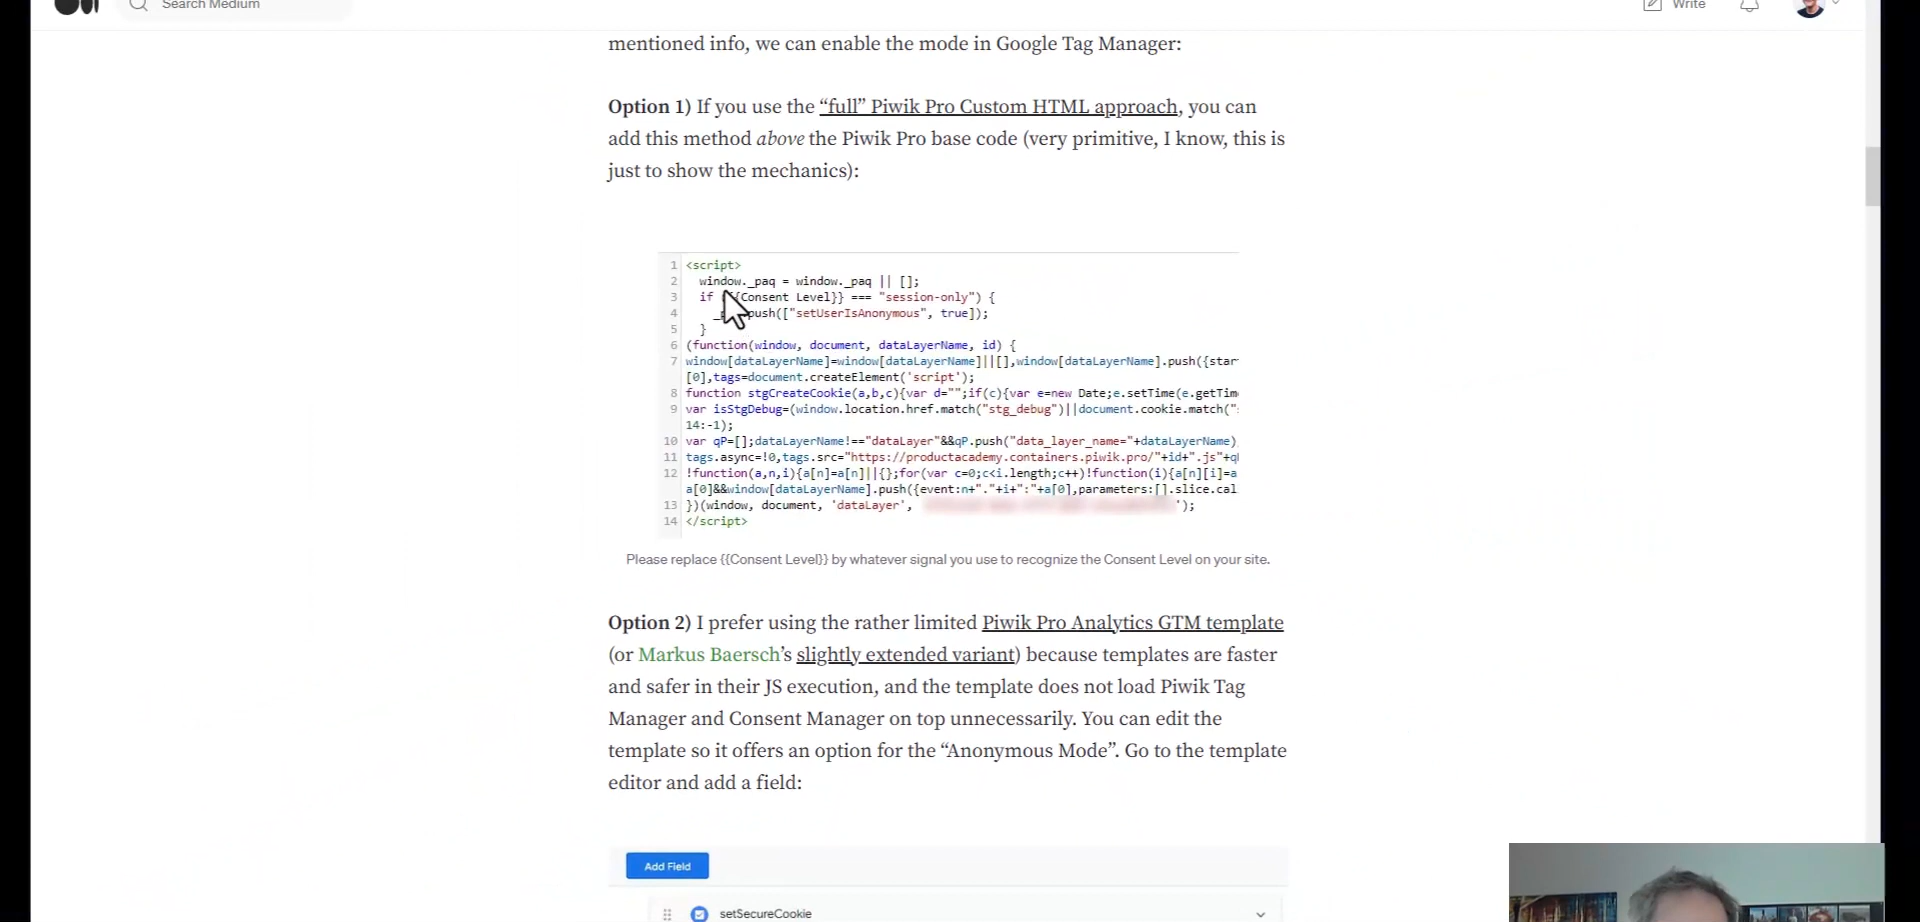 Search Medium
Write
mentioned info, we can enable the mode in Google Tag Manager:
Option 1) If you use the “full” Piwik Pro Custom HTML approach, you can
add this method above the Piwik Pro base code (very primitive, I know, this is
just to show the mechanics):
1 <script>
2 window._paq = window._paq || [];
3 if {{Consent Level}} === "session-only") {
4 push(["setUserIsAnonymous", true]);
5 }
6 (function(window, document, dataLayerName, id) {
7 window[dataLayerName]=window[dataLayerName]||[],window[dataLayerName].push({star
[0],tags=document.createElement('script');
8 function stgCreateCookie(a,b,c){var d="";if(c){var e=new Date;e.setTime(e.getTim
9 var isStgDebug=(window.location.href.match("stg_debug")||document.cookie.match("
14:-1);
10 var qP=[];dataLayerName!=="dataLayer"&&qP.push("data_layer_name="+dataLayerName)
11 tags.async=!0,tags.src="https://productacademy.containers.piwik.pro/"+id+".js"+q
12 !function(a,n,i){a[n]=a[n]||{};for(var c=0;c<i.length;c++)!function(i){a[n][i]=a
a[0]&&window[dataLayerName].push({event:n+"."+i+":"+a[0],parameters:[].slice.cal
13 })(window, document, 'dataLayer', ');
14 </script>
Please replace {{Consent Level}} by whatever signal you use to recognize the Consent Level on your site.
Option 2) I prefer using the rather limited Piwik Pro Analytics GTM template
(or Markus Baersch’s slightly extended variant) because templates are faster
and safer in their JS execution, and the template does not load Piwik Tag
Manager and Consent Manager on top unnecessarily. You can edit the
template so it offers an option for the “Anonymous Mode”. Go to the template
editor and add a field:
Add Field
setSecureCookie